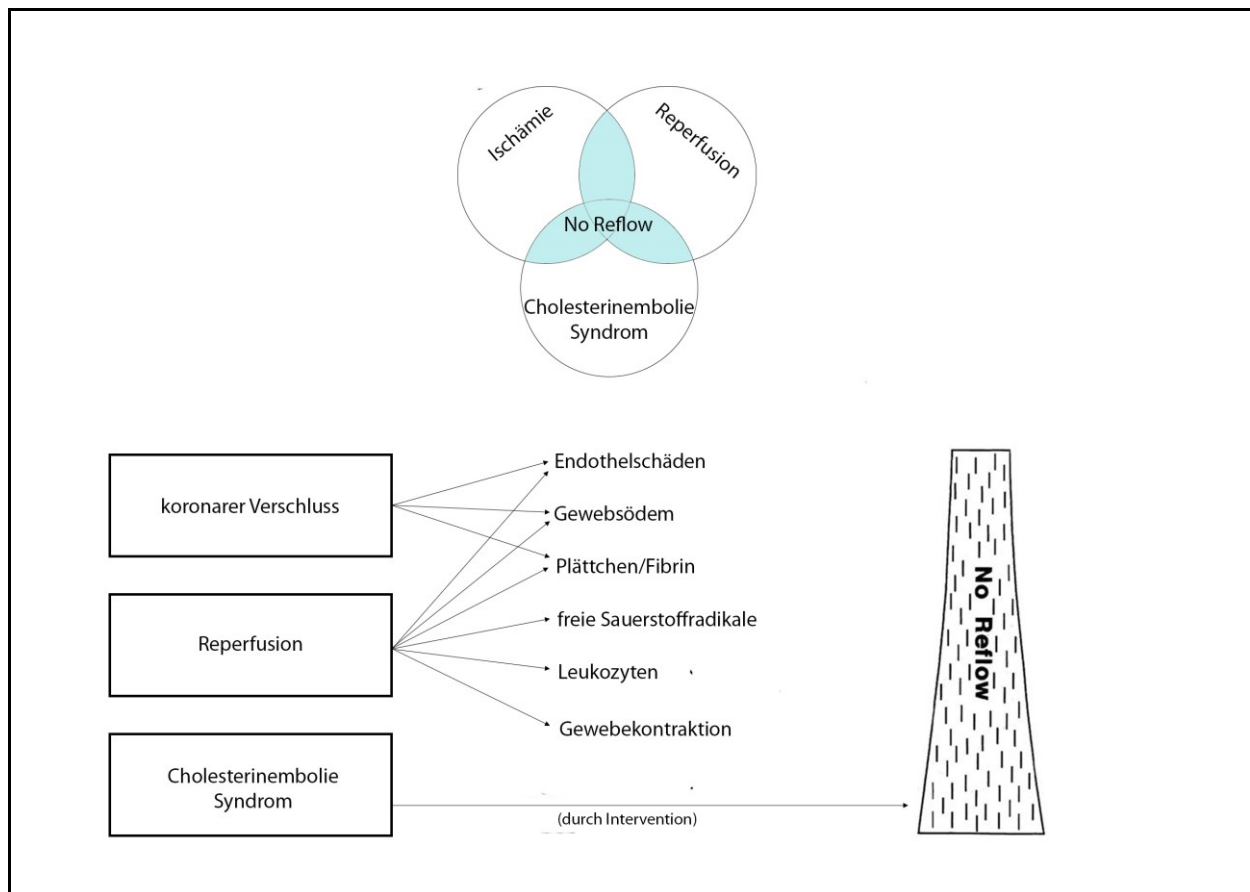 Ischämie
Reperfusion
No Reflow
Cholesterinembolie
Syndrom
koronarer Verschluss
Reperfusion
Cholesterinembolie
Syndrom
Endothelschäden
Gewebsödem
Plättchen/Fibrin
freie Sauerstoffradikale
Leukozyten
Gewebekontraktion
(durch Intervention)
No Reflow